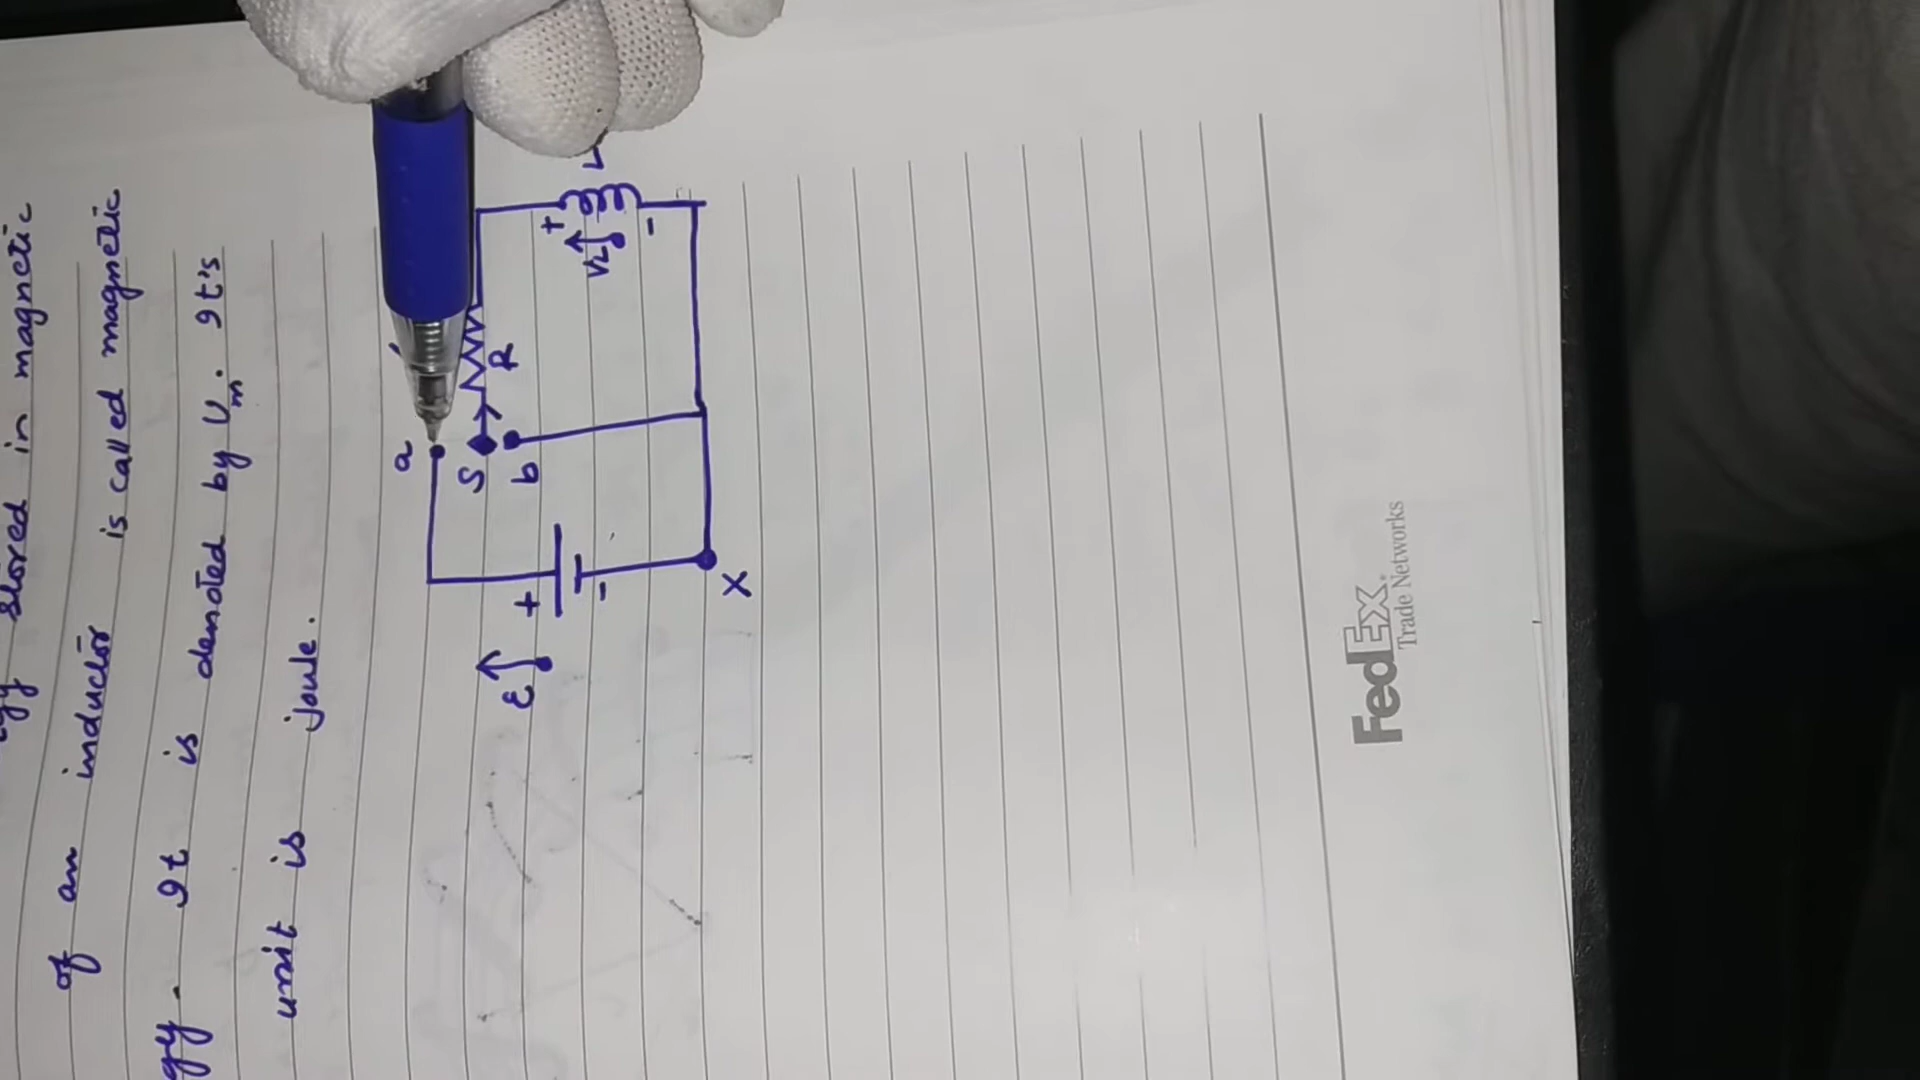 stored in magnetic
of an inductor is called magnetic
It is denoted by Um. It's
unit is joule.
a
S
b
R
L
+
VL
-
ε
+
-
X
FedEx
Trade Networks